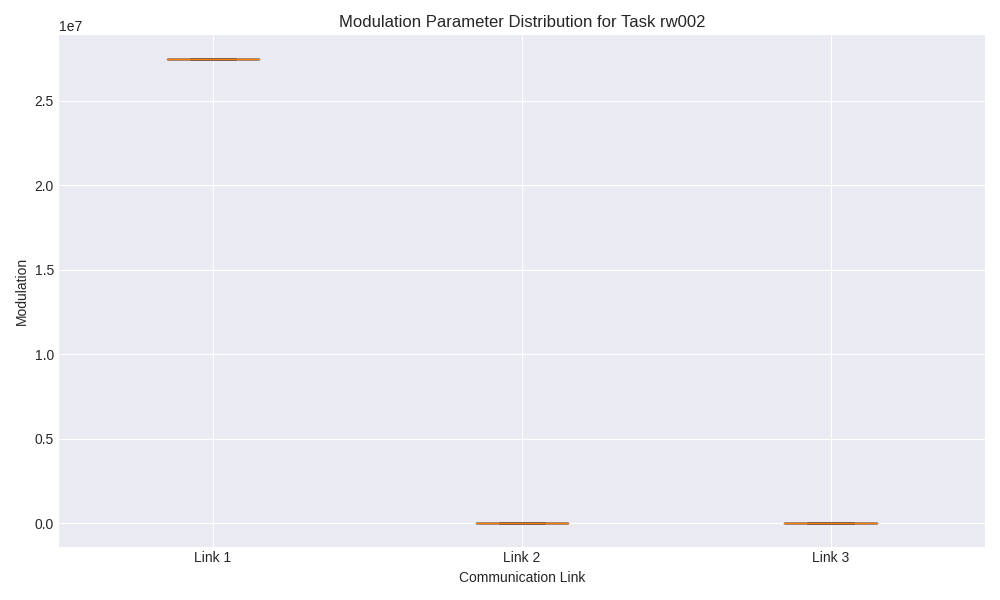 Modulation Parameter Distribution for Task rw002
1e7
2.5
2.0
1.5
1.0
0.5
0.0
Modulation
Link 1 Link 2 Link 3
Communication Link